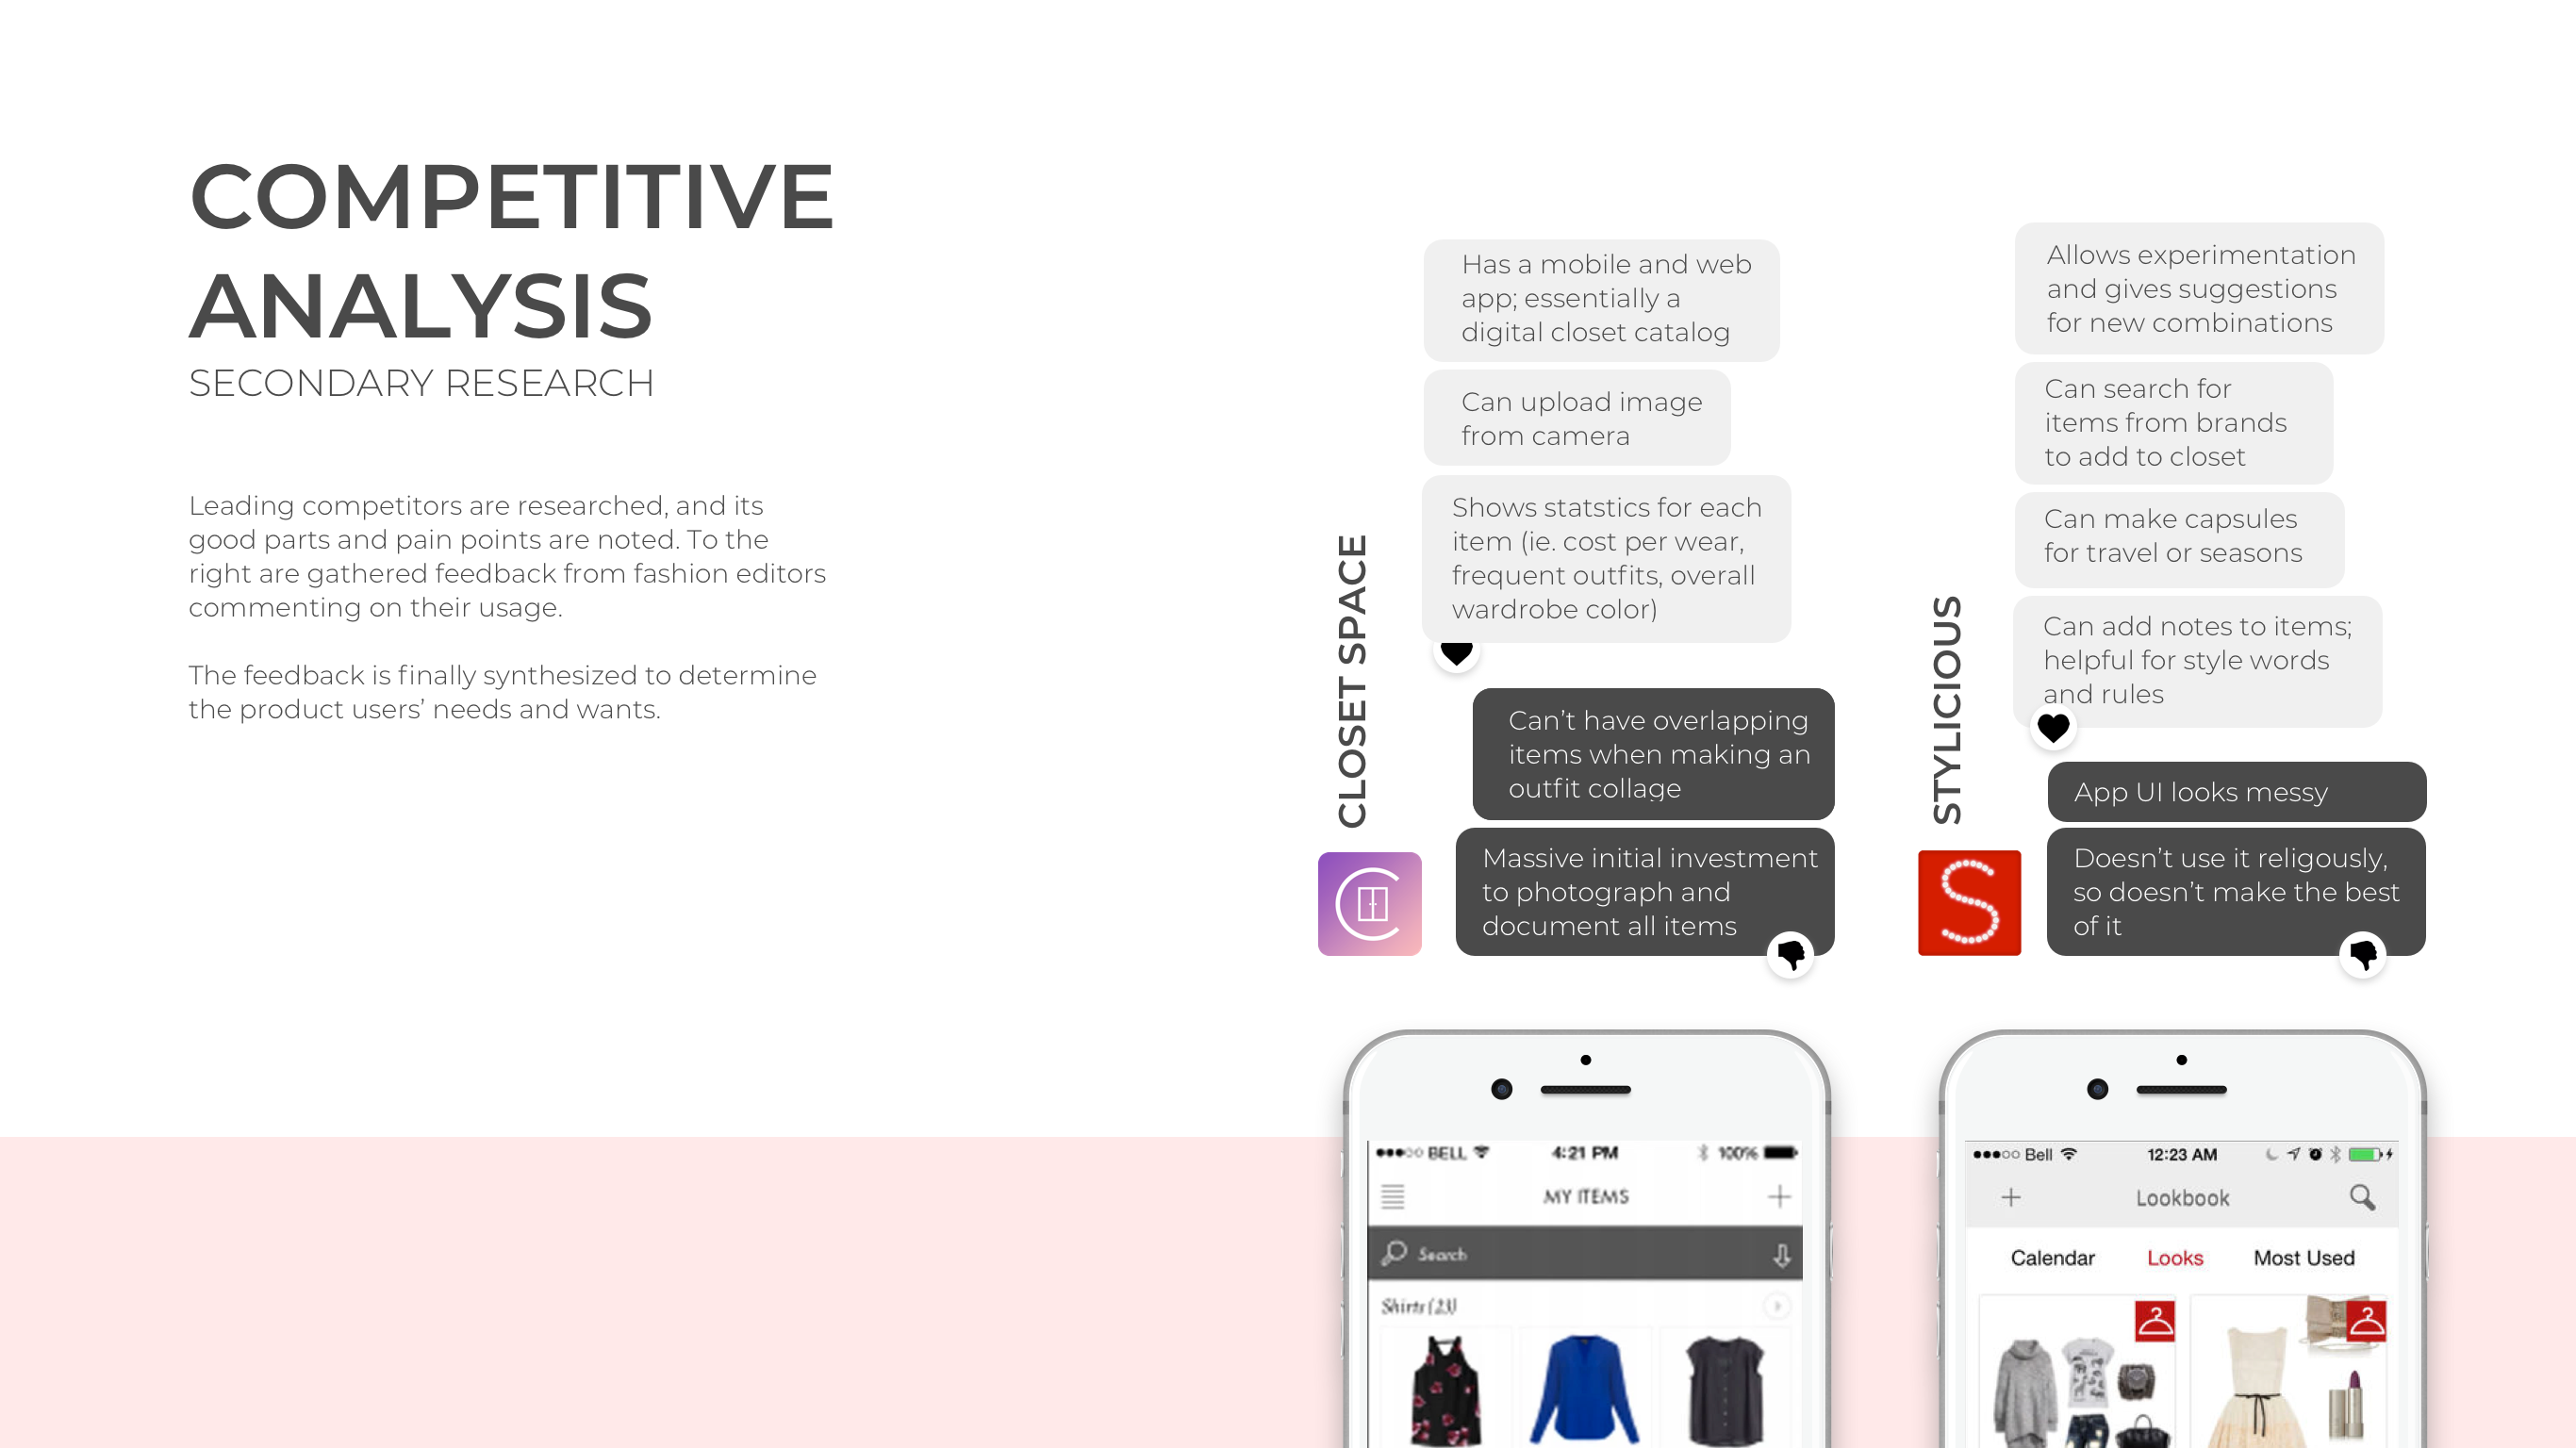 COMPETITIVE
ANALYSIS
SECONDARY RESEARCH
Leading competitors are researched, and its
good parts and pain points are noted. To the
right are gathered feedback from fashion editors
commenting on their usage.
The feedback is finally synthesized to determine
the product users’ needs and wants.
CLOSET SPACE
Has a mobile and web
app; essentially a
digital closet catalog
Can upload image
from camera
Shows statstics for each
item (ie. cost per wear,
frequent outfits, overall
wardrobe color)
Can’t have overlapping
items when making an
outfit collage
Massive initial investment
to photograph and
document all items
STYLICIOUS
Allows experimentation
and gives suggestions
for new combinations
Can search for
items from brands
to add to closet
Can make capsules
for travel or seasons
Can add notes to items;
helpful for style words
and rules
App UI looks messy
Doesn’t use it religously,
so doesn’t make the best
of it
S
BELL 4:21 PM 100%
MY ITEMS
Search
Shirts (23)
Bell 12:23 AM
Lookbook
Calendar Looks Most Used